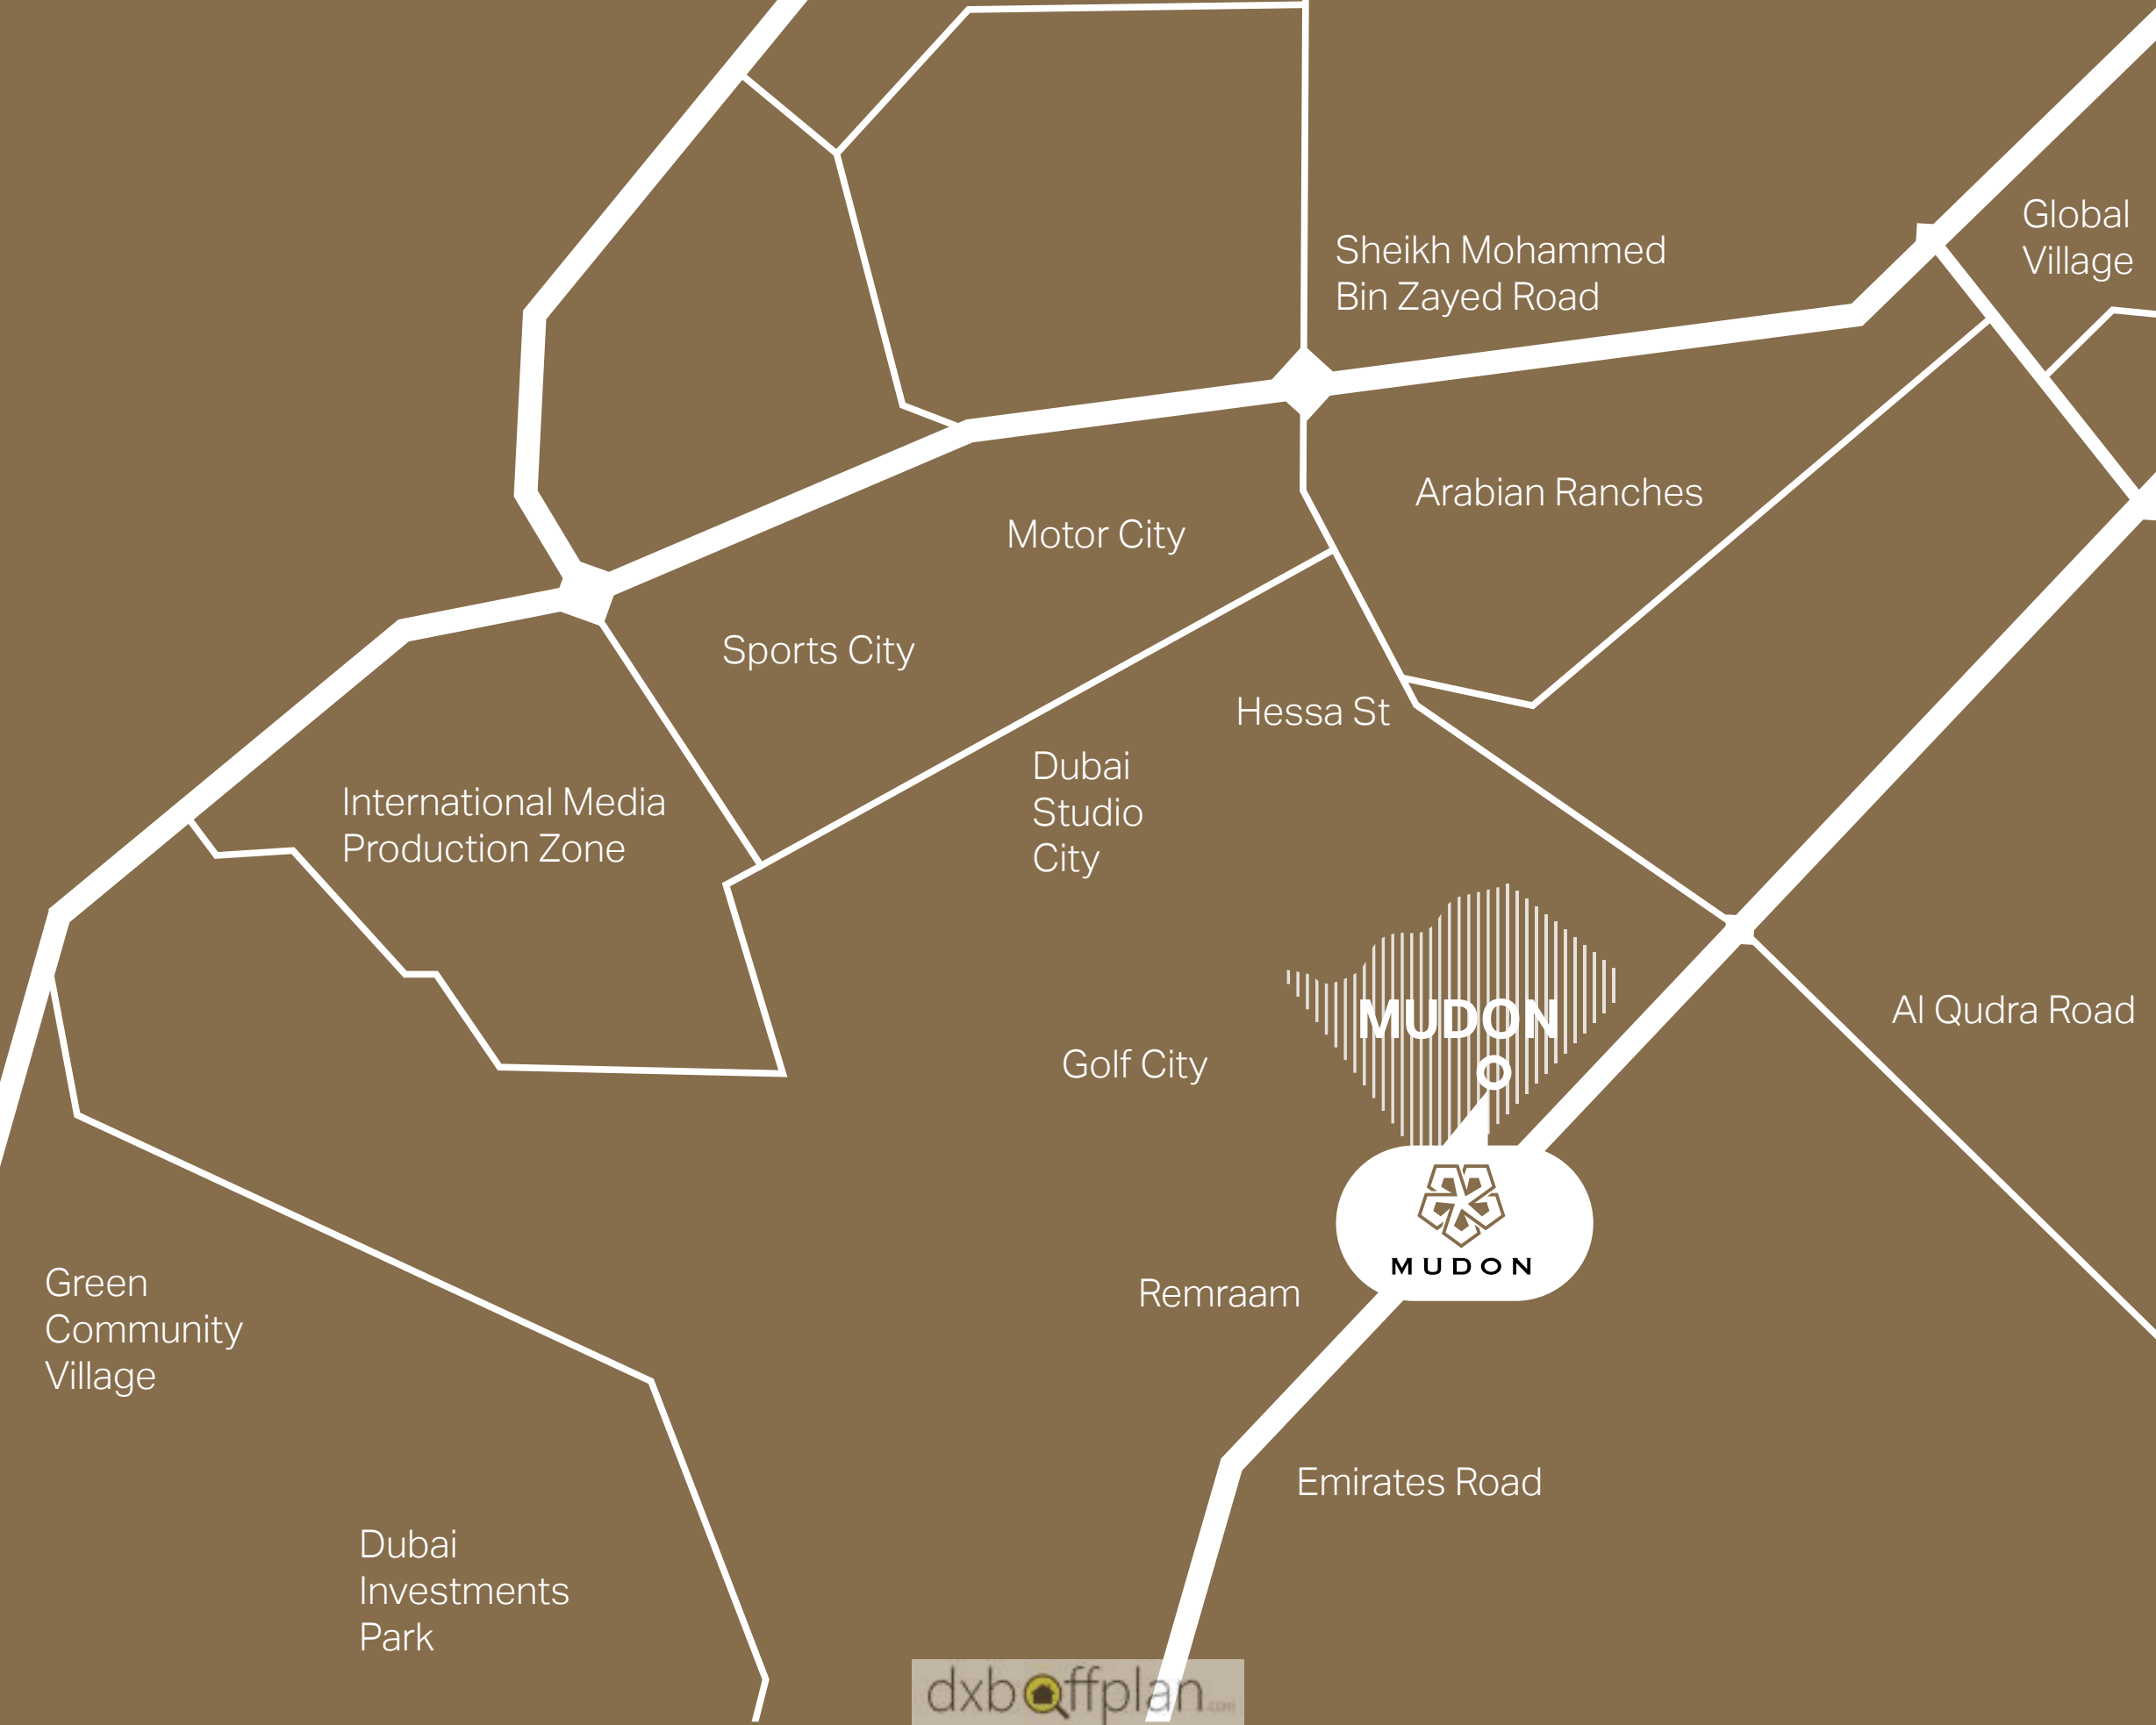 Global
Village
Sheikh Mohammed
Bin Zayed Road
Arabian Ranches
Motor City
Sports City
Hessa St
Dubai
Studio
City
International Media
Production Zone
MUDON
Al Qudra Road
Golf City
MUDON
Remraam
Green
Community
Village
Emirates Road
Dubai
Investments
Park
dxboffplan.com